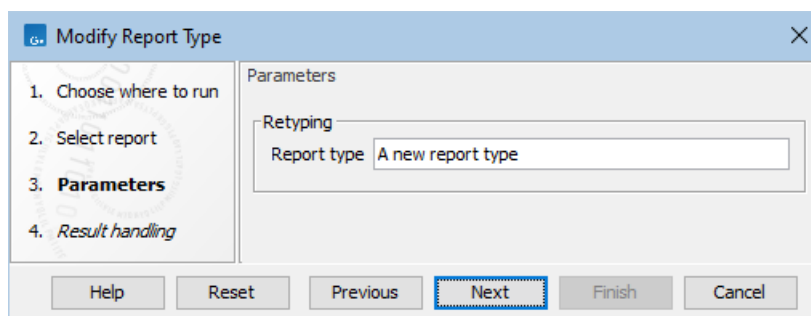 Modify Report Type
1. Choose where to run
2. Select report
3. Parameters
4. Result handling
Parameters
Retyping
Report type A new report type
Help Reset Previous Next Finish Cancel